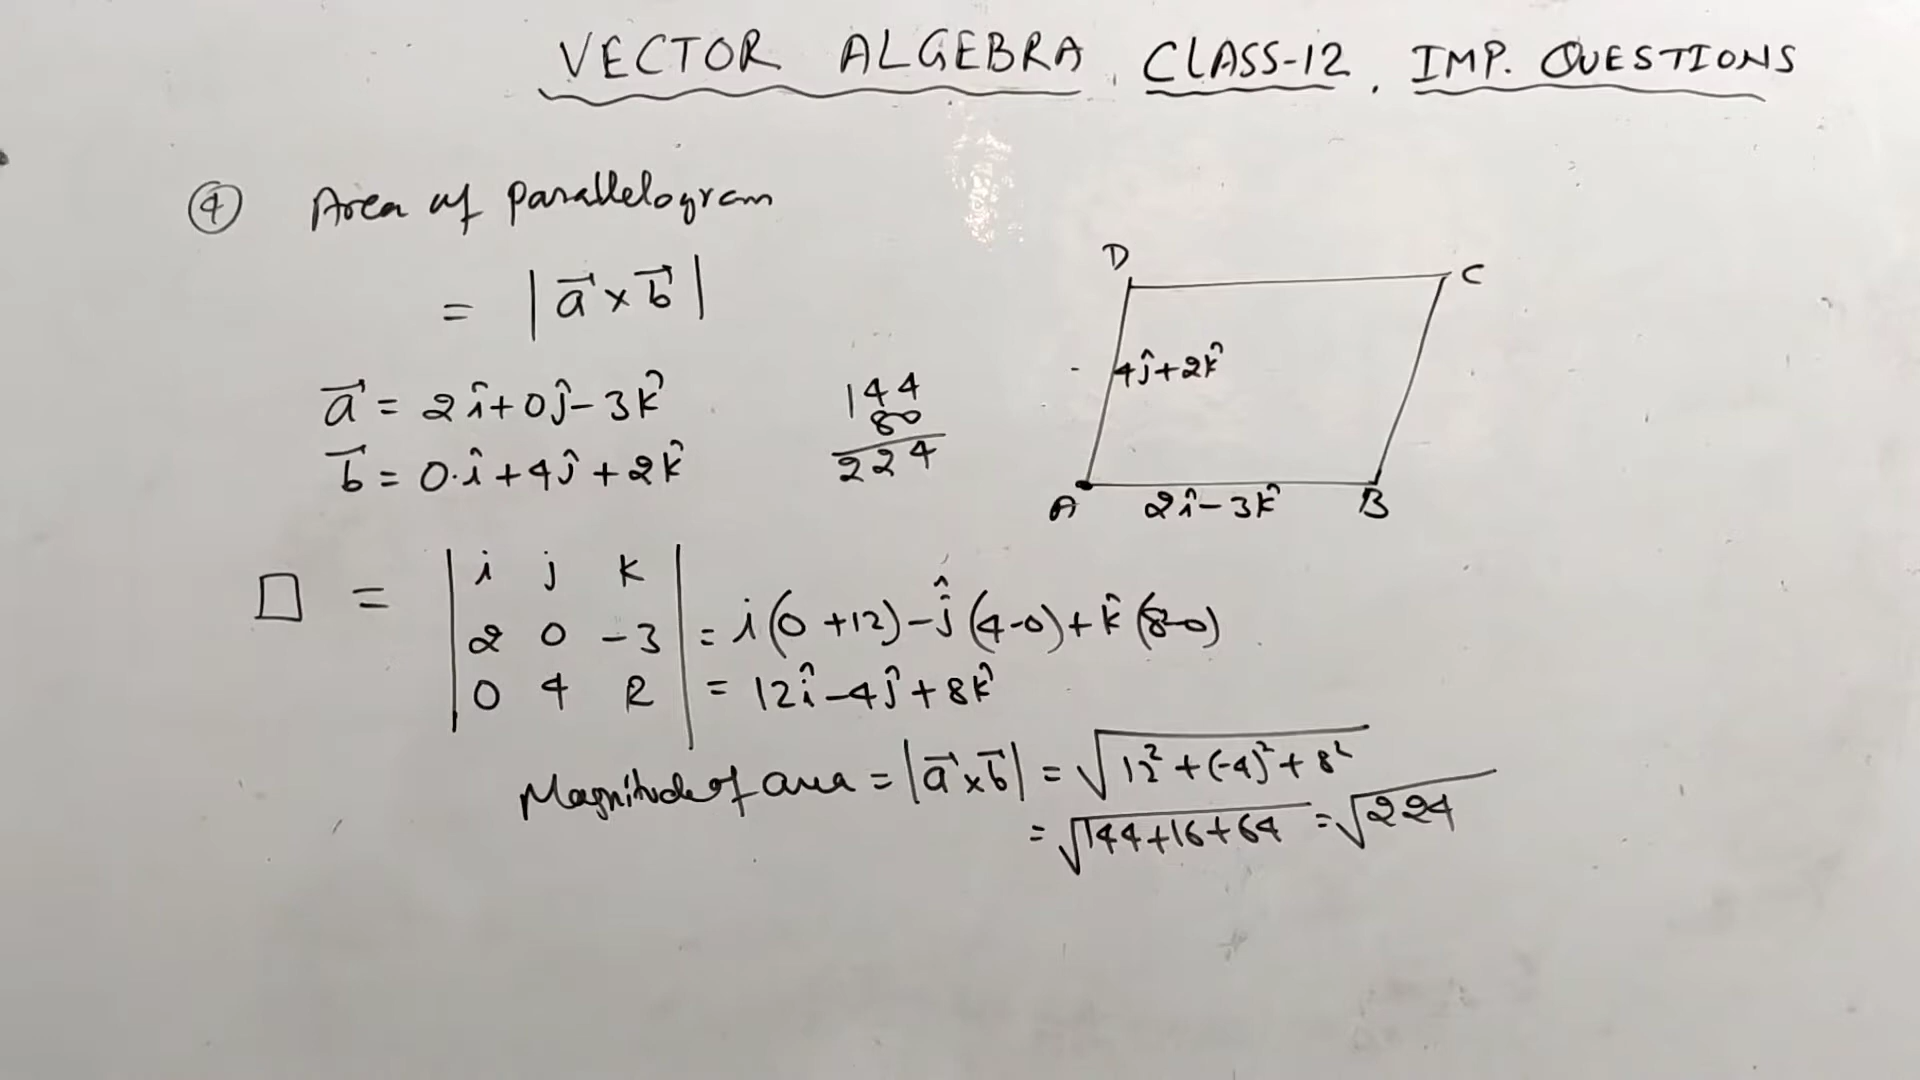 VECTOR ALGEBRA, CLASS-12, IMP. QUESTIONS
④ Area of parallelogram
= |a⃗ × b⃗|
a⃗ = 2î + 0ĵ - 3k̂
b⃗ = 0.î + 4ĵ + 2k̂
144
80
224
D C
4ĵ + 2k̂
A 2î - 3k̂ B
□ = | i j k |
| 2 0 -3 | = i(0 + 12) - ĵ(4-0) + k̂(8-0)
| 0 4 2 | = 12î - 4ĵ + 8k̂
Magnitude of area = |a⃗ × b⃗| = √12² + (-4)² + 8²
= √144 + 16 + 64 = √224